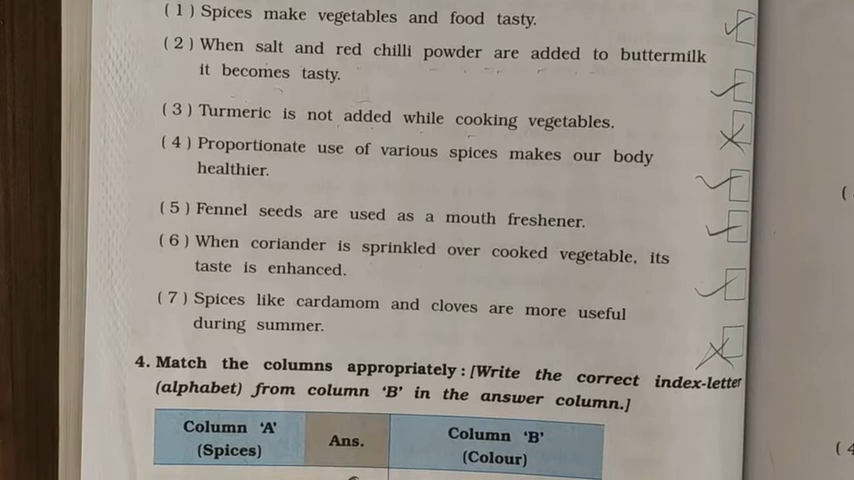 ( 1 ) Spices make vegetables and food tasty. ✓
( 2 ) When salt and red chilli powder are added to buttermilk
it becomes tasty. ✓
( 3 ) Turmeric is not added while cooking vegetables. ✗
( 4 ) Proportionate use of various spices makes our body
healthier. ✓
( 5 ) Fennel seeds are used as a mouth freshener. ✓
( 6 ) When coriander is sprinkled over cooked vegetable, its
taste is enhanced. ✓
( 7 ) Spices like cardamom and cloves are more useful
during summer. ✗
4. Match the columns appropriately : [Write the correct index-letter
(alphabet) from column ‘B’ in the answer column.]
Column ‘A’
(Spices)
Ans.
Column ‘B’
(Colour)
(
( 4